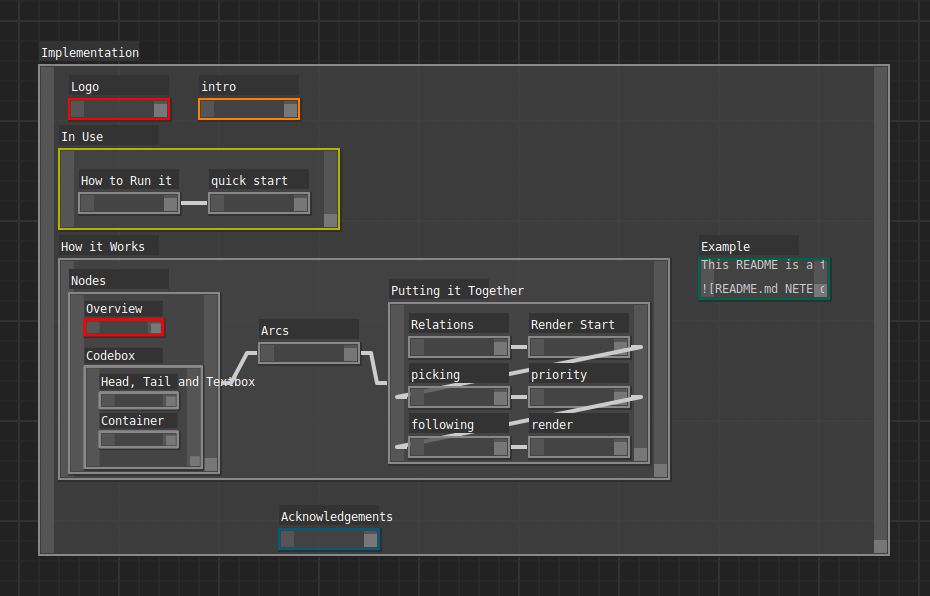 Implementation
Logo
intro
In Use
How to Run it
quick start
How it Works
Example
This README is a
![README.md NETE
Nodes
Overview
Codebox
Head, Tail and Textbox
Container
Arcs
Putting it Together
Relations
Render Start
picking
priority
following
render
Acknowledgements